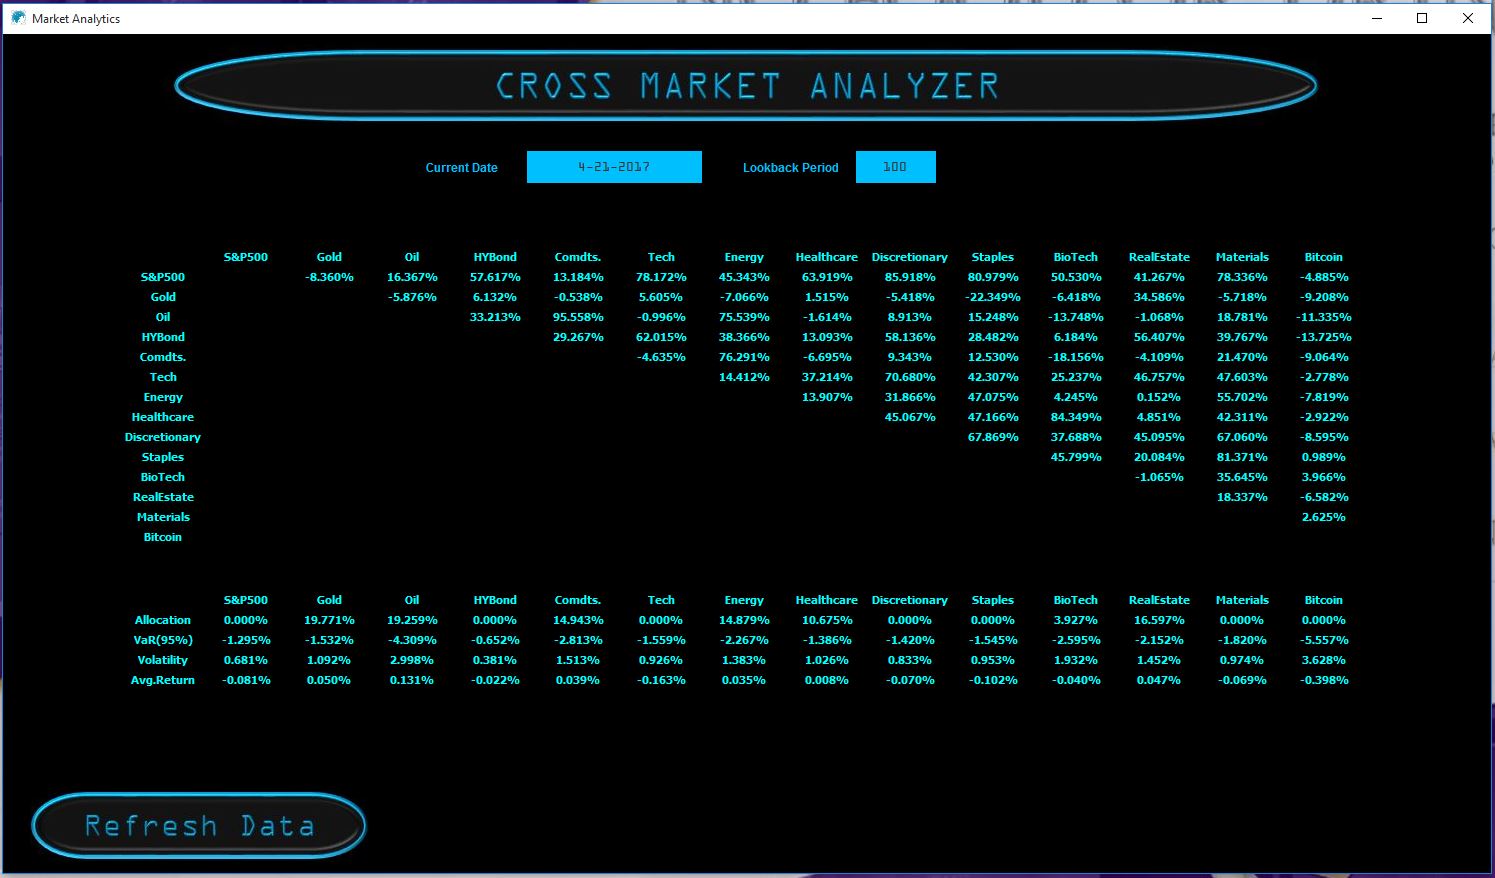 Market Analytics
CROSS MARKET ANALYZER
Current Date 4-21-2017 Lookback Period 100
S&P500 Gold Oil HYBond Comdts. Tech Energy Healthcare Discretionary Staples BioTech RealEstate Materials Bitcoin
S&P500 -8.360% 16.367% 57.617% 13.184% 78.172% 45.343% 63.919% 85.918% 80.979% 50.530% 41.267% 78.336% -4.885%
Gold -5.876% 6.132% -0.538% 5.605% -7.066% 1.515% -5.418% -22.349% -6.418% 34.586% -5.718% -9.208%
Oil 33.213% 95.558% -0.996% 75.539% -1.614% 8.913% 15.248% -13.748% -1.068% 18.781% -11.335%
HYBond 29.267% 62.015% 38.366% 13.093% 58.136% 28.482% 6.184% 56.407% 39.767% -13.725%
Comdts. -4.635% 76.291% -6.695% 9.343% 12.530% -18.156% -4.109% 21.470% -9.064%
Tech 14.412% 37.214% 70.680% 42.307% 25.237% 46.757% 47.603% -2.778%
Energy 13.907% 31.866% 47.075% 4.245% 0.152% 55.702% -7.819%
Healthcare 45.067% 47.166% 84.349% 4.851% 42.311% -2.922%
Discretionary 67.869% 37.688% 45.095% 67.060% -8.595%
Staples 45.799% 20.084% 81.371% 0.989%
BioTech -1.065% 35.645% 3.966%
RealEstate 18.337% -6.582%
Materials 2.625%
Bitcoin
S&P500 Gold Oil HYBond Comdts. Tech Energy Healthcare Discretionary Staples BioTech RealEstate Materials Bitcoin
Allocation 0.000% 19.771% 19.259% 0.000% 14.943% 0.000% 14.879% 10.675% 0.000% 0.000% 3.927% 16.597% 0.000% 0.000%
VaR(95%) -1.295% -1.532% -4.309% -0.652% -2.813% -1.559% -2.267% -1.386% -1.420% -1.545% -2.595% -2.152% -1.820% -5.557%
Volatility 0.681% 1.092% 2.998% 0.381% 1.513% 0.926% 1.383% 1.026% 0.833% 0.953% 1.932% 1.452% 0.974% 3.628%
Avg.Return -0.081% 0.050% 0.131% -0.022% 0.039% -0.163% 0.035% 0.008% -0.070% -0.102% -0.040% 0.047% -0.069% -0.398%
Refresh Data